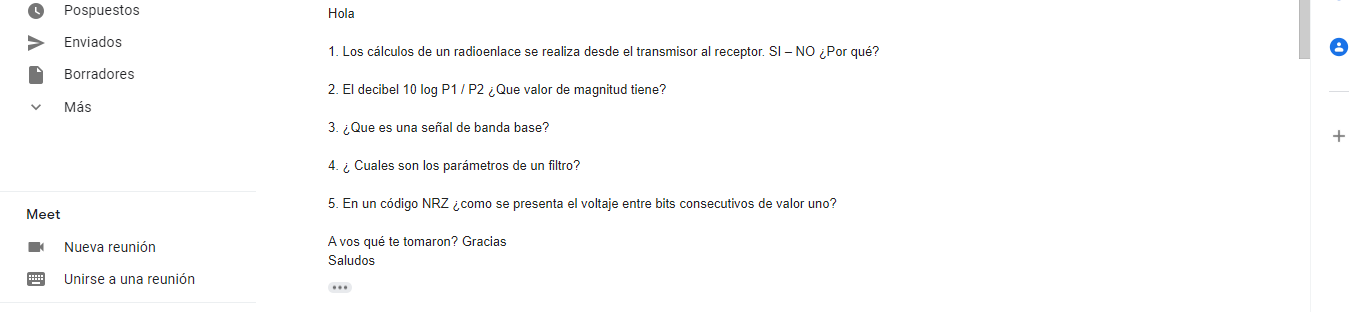 Pospuestos
Enviados
Borradores
Más
Meet
Nueva reunión
Unirse a una reunión
Hola
1. Los cálculos de un radioenlace se realiza desde el transmisor al receptor. SI – NO ¿Por qué?
2. El decibel 10 log P1 / P2 ¿Que valor de magnitud tiene?
3. ¿Que es una señal de banda base?
4. ¿ Cuales son los parámetros de un filtro?
5. En un código NRZ ¿como se presenta el voltaje entre bits consecutivos de valor uno?
A vos qué te tomaron? Gracias
Saludos